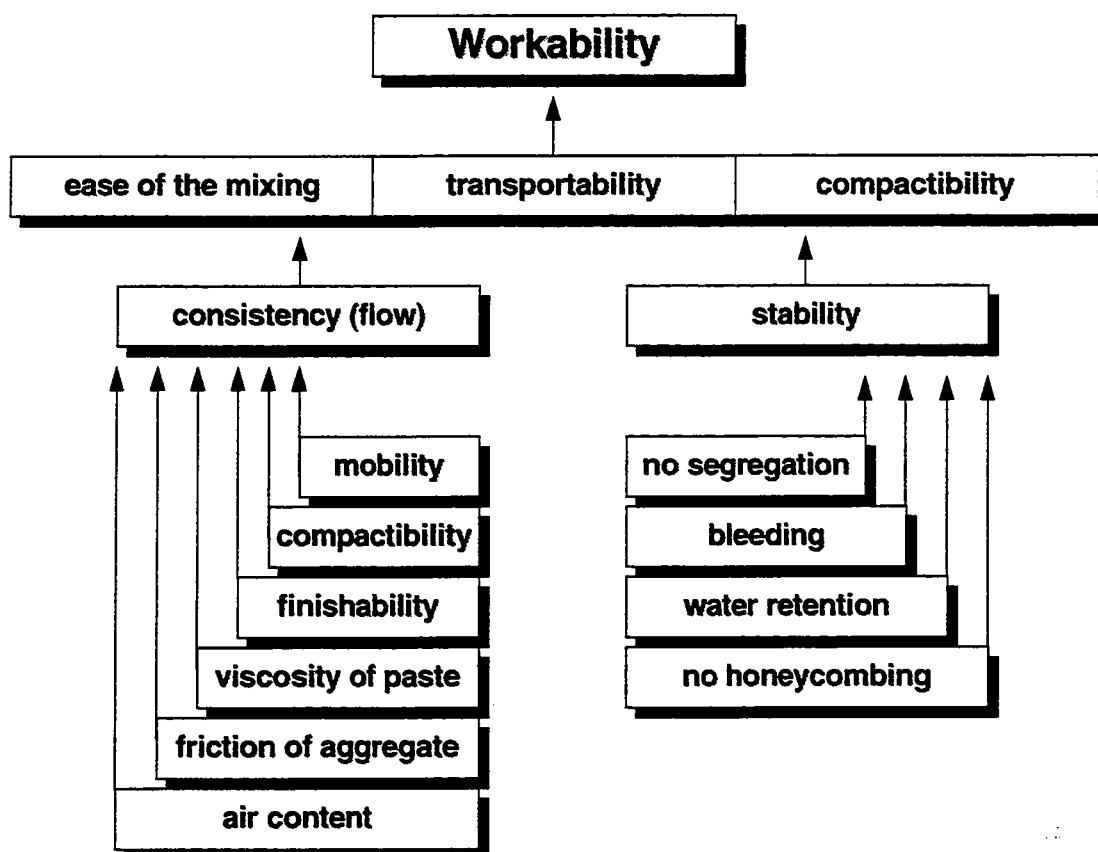 Workability
ease of the mixing
transportability
compactibility
consistency (flow)
stability
mobility
compactibility
finishability
viscosity of paste
friction of aggregate
air content
no segregation
bleeding
water retention
no honeycombing